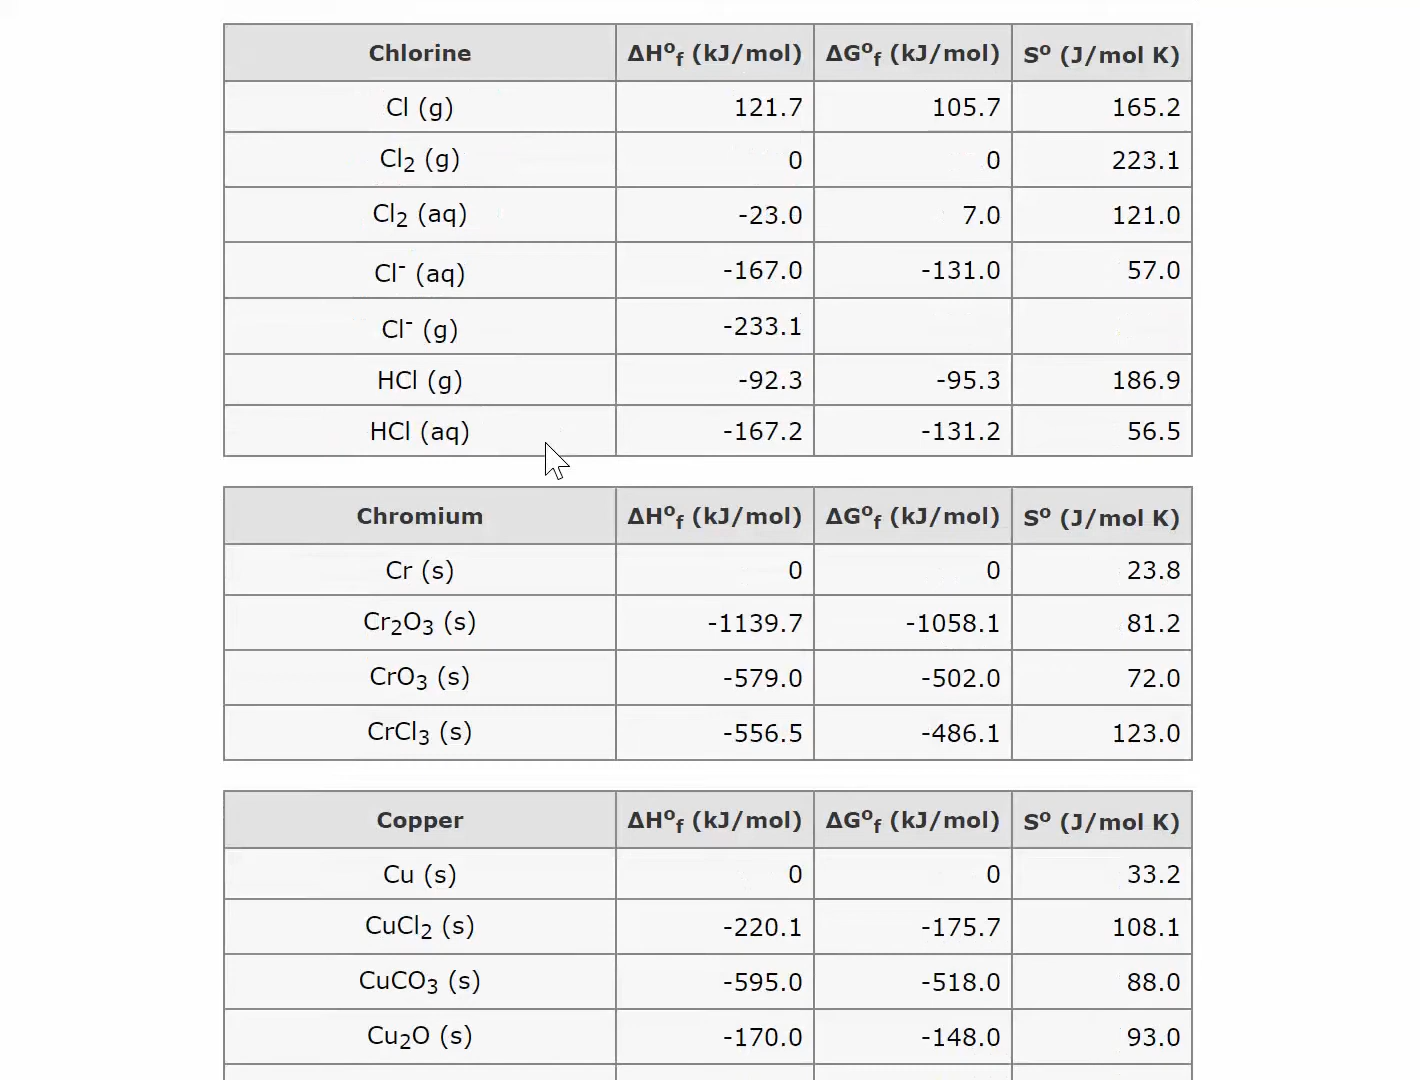 Chlorine ΔHºf (kJ/mol) ΔGºf (kJ/mol) Sº (J/mol K)
Cl (g) 121.7 105.7 165.2
Cl2 (g) 0 0 223.1
Cl2 (aq) -23.0 7.0 121.0
Cl- (aq) -167.0 -131.0 57.0
Cl- (g) -233.1
HCl (g) -92.3 -95.3 186.9
HCl (aq) -167.2 -131.2 56.5
Chromium ΔHºf (kJ/mol) ΔGºf (kJ/mol) Sº (J/mol K)
Cr (s) 0 0 23.8
Cr2O3 (s) -1139.7 -1058.1 81.2
CrO3 (s) -579.0 -502.0 72.0
CrCl3 (s) -556.5 -486.1 123.0
Copper ΔHºf (kJ/mol) ΔGºf (kJ/mol) Sº (J/mol K)
Cu (s) 0 0 33.2
CuCl2 (s) -220.1 -175.7 108.1
CuCO3 (s) -595.0 -518.0 88.0
Cu2O (s) -170.0 -148.0 93.0